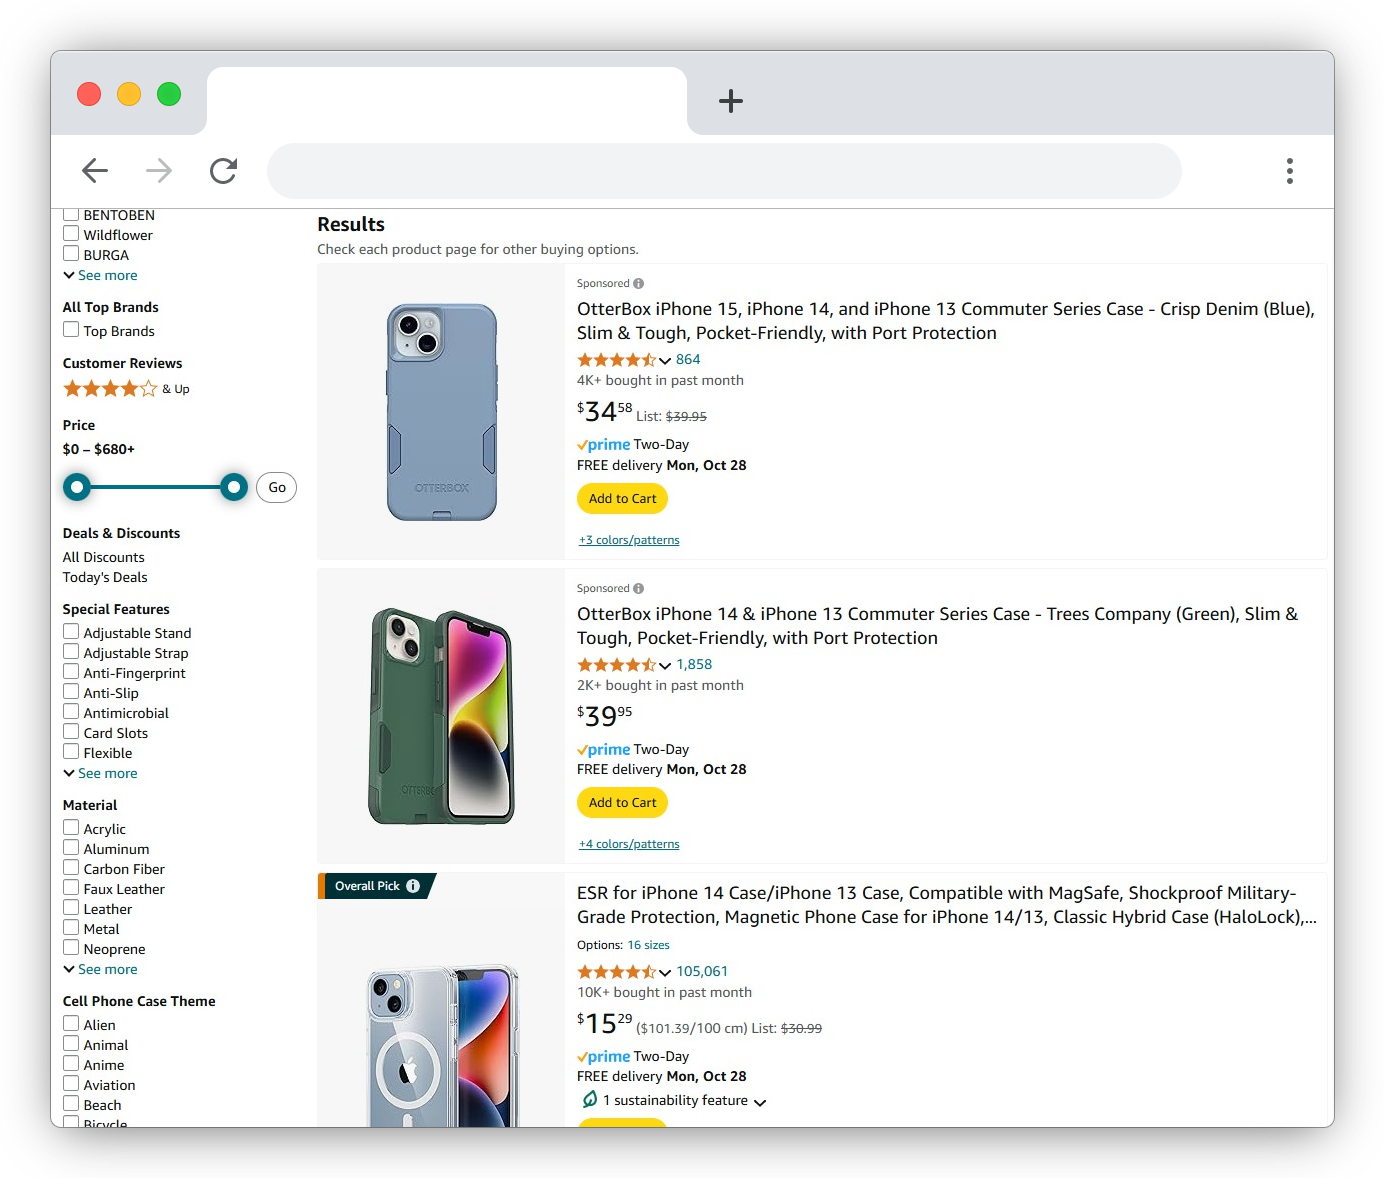 BENTOBEN
Wildflower
BURGA
See more
All Top Brands
Top Brands
Customer Reviews
& Up
Price
$0 – $680+
Go
Deals & Discounts
All Discounts
Today's Deals
Special Features
Adjustable Stand
Adjustable Strap
Anti-Fingerprint
Anti-Slip
Antimicrobial
Card Slots
Flexible
See more
Material
Acrylic
Aluminum
Carbon Fiber
Faux Leather
Leather
Metal
Neoprene
See more
Cell Phone Case Theme
Alien
Animal
Anime
Aviation
Beach
Bicycle
Results
Check each product page for other buying options.
OTTERBOX
Sponsored
OtterBox iPhone 15, iPhone 14, and iPhone 13 Commuter Series Case - Crisp Denim (Blue),
Slim & Tough, Pocket-Friendly, with Port Protection
864
4K+ bought in past month
$34.58 List: $39.95
prime Two-Day
FREE delivery Mon, Oct 28
Add to Cart
+3 colors/patterns
OTTERBOX
Sponsored
OtterBox iPhone 14 & iPhone 13 Commuter Series Case - Trees Company (Green), Slim &
Tough, Pocket-Friendly, with Port Protection
1,858
2K+ bought in past month
$39.95
prime Two-Day
FREE delivery Mon, Oct 28
Add to Cart
+4 colors/patterns
Overall Pick
ESR for iPhone 14 Case/iPhone 13 Case, Compatible with MagSafe, Shockproof Military-
Grade Protection, Magnetic Phone Case for iPhone 14/13, Classic Hybrid Case (HaloLock),...
Options: 16 sizes
105,061
10K+ bought in past month
$15.29 ($101.39/100 cm) List: $30.99
prime Two-Day
FREE delivery Mon, Oct 28
1 sustainability feature